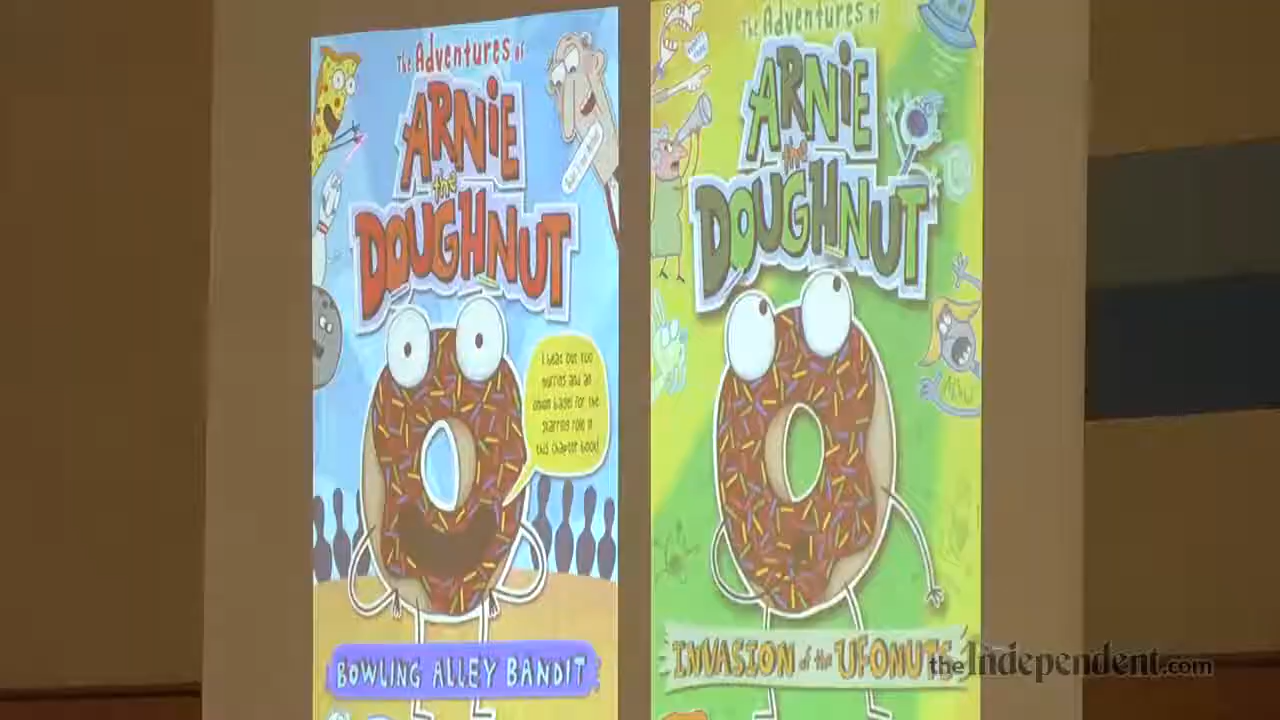 The Adventures of
ARNiE
the
DOUGHNUT
I beat out two
muffins and an
onion bagel for the
starring role in
this chapter book!
BOWLING ALLEY BANDIT
The Adventures of
ARNiE
the
DOUGHNUT
INVASION of the UFONUTS
theIndependent.com